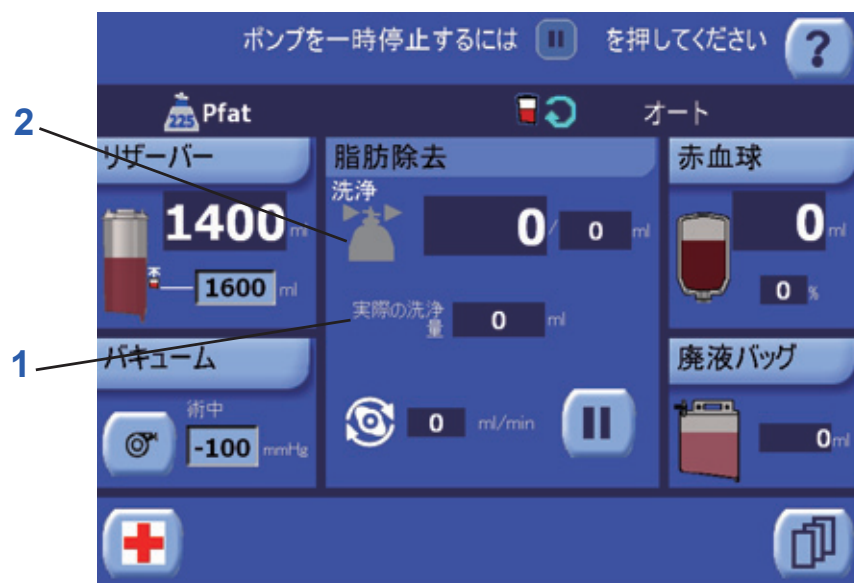 ポンプを一時停止するには を押してください ?
225 Pfat オート
2
リザーバー
脂肪除去
赤血球
洗浄
1400 ml
0 / 0 ml
0 ml
1600 ml
0 %
実際の洗浄量 0 ml
1
バキューム
廃液バッグ
術中
-100 mmHg
0 ml/min
0 ml